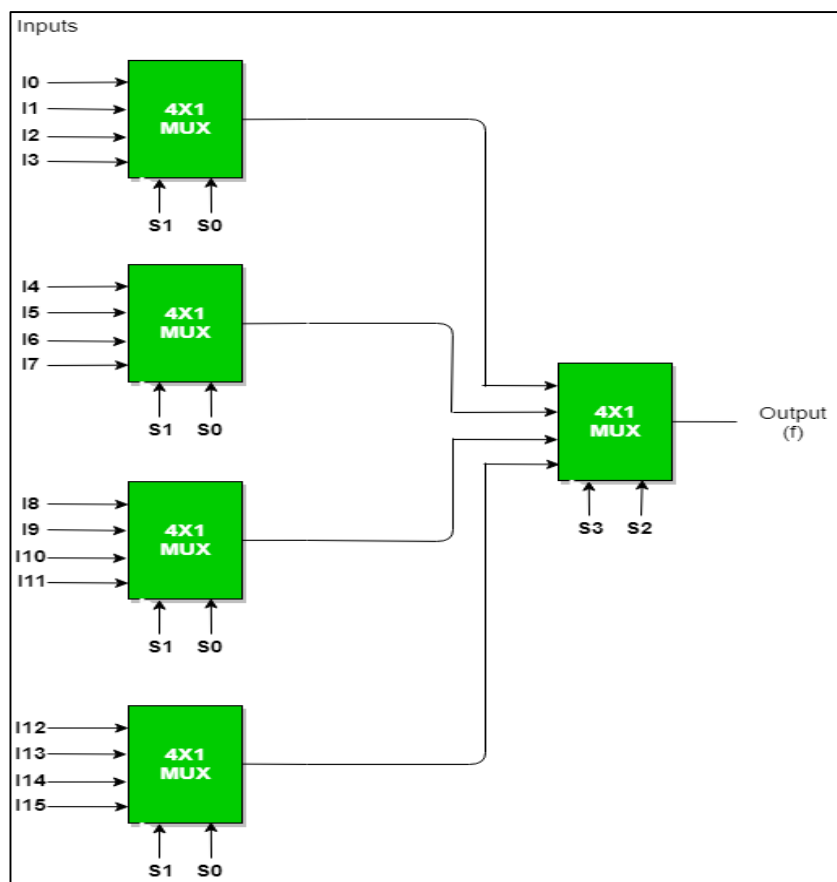 Inputs
I0
I1
I2
I3
4X1
MUX
S1 S0
I4
I5
I6
I7
4X1
MUX
S1 S0
4X1
MUX
Output
(f)
S3 S2
I8
I9
I10
I11
4X1
MUX
S1 S0
I12
I13
I14
I15
4X1
MUX
S1 S0